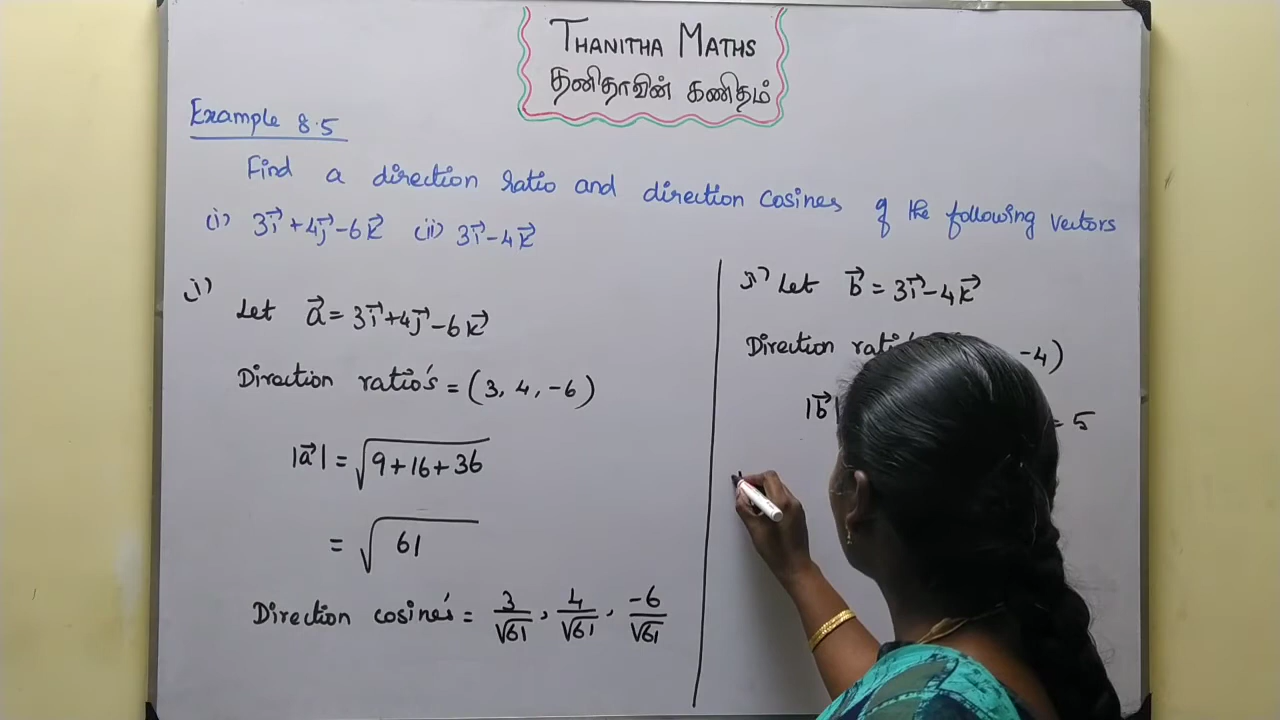 THANITHA MATHS
தனிதாவின் கணிதம்
Example 8.5
Find a direction ratio and direction cosines of the following vectors
(i) 3i⃗+4j⃗-6k⃗ (ii) 3i⃗-4k⃗
i)
Let a⃗ = 3i⃗+4j⃗-6k⃗
Direction ratio's = (3, 4, -6)
|a⃗| = √9+16+36
= √61
Direction cosine's = 3/√61, 4/√61, -6/√61
ii) Let b⃗ = 3i⃗-4k⃗
Direction -4)
|b⃗| = 5